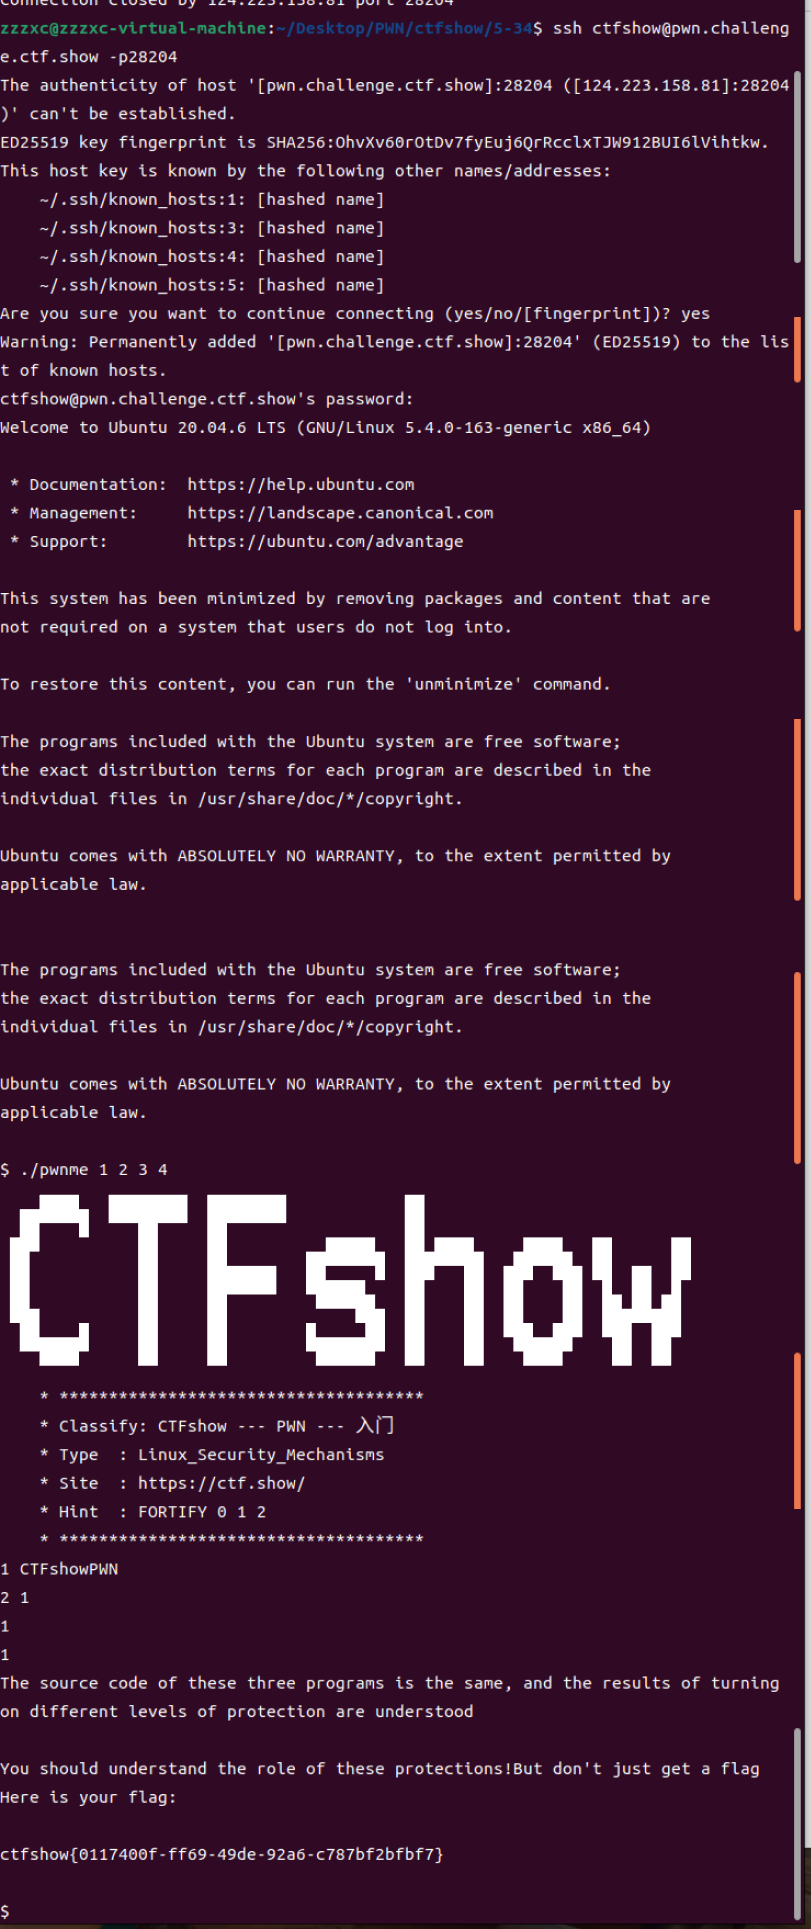 Connection closed by 124.223.158.81 port 28204
zzzxc@zzzxc-virtual-machine:~/Desktop/PWN/ctfshow/5-34$ ssh ctfshow@pwn.challeng
e.ctf.show -p28204
The authenticity of host '[pwn.challenge.ctf.show]:28204 ([124.223.158.81]:28204
)' can't be established.
ED25519 key fingerprint is SHA256:OhvXv60rOtDv7fyEuj6QrRcclxTJW912BUI6lVihtkw.
This host key is known by the following other names/addresses:
    ~/.ssh/known_hosts:1: [hashed name]
    ~/.ssh/known_hosts:3: [hashed name]
    ~/.ssh/known_hosts:4: [hashed name]
    ~/.ssh/known_hosts:5: [hashed name]
Are you sure you want to continue connecting (yes/no/[fingerprint])? yes
Warning: Permanently added '[pwn.challenge.ctf.show]:28204' (ED25519) to the lis
t of known hosts.
ctfshow@pwn.challenge.ctf.show's password:
Welcome to Ubuntu 20.04.6 LTS (GNU/Linux 5.4.0-163-generic x86_64)
 * Documentation:  https://help.ubuntu.com
 * Management:     https://landscape.canonical.com
 * Support:        https://ubuntu.com/advantage
This system has been minimized by removing packages and content that are
not required on a system that users do not log into.
To restore this content, you can run the 'unminimize' command.
The programs included with the Ubuntu system are free software;
the exact distribution terms for each program are described in the
individual files in /usr/share/doc/*/copyright.
Ubuntu comes with ABSOLUTELY NO WARRANTY, to the extent permitted by
applicable law.
The programs included with the Ubuntu system are free software;
the exact distribution terms for each program are described in the
individual files in /usr/share/doc/*/copyright.
Ubuntu comes with ABSOLUTELY NO WARRANTY, to the extent permitted by
applicable law.
$ ./pwnme 1 2 3 4
CTFshow
    * *************************************
    * Classify: CTFshow --- PWN --- 入门
    * Type  : Linux_Security_Mechanisms
    * Site  : https://ctf.show/
    * Hint  : FORTIFY 0 1 2
    * *************************************
1 CTFshowPWN
2 1
1
1
The source code of these three programs is the same, and the results of turning
on different levels of protection are understood
You should understand the role of these protections!But don't just get a flag
Here is your flag:
ctfshow{0117400f-ff69-49de-92a6-c787bf2bfbf7}
$